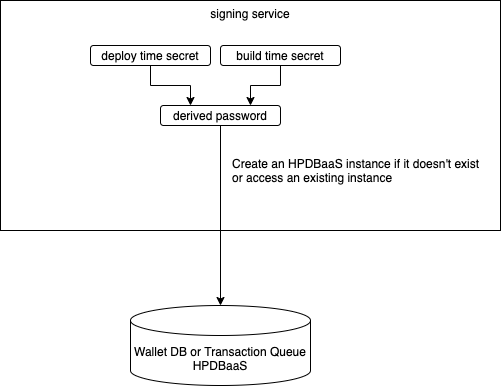 signing service
deploy time secret
build time secret
derived password
Create an HPDBaaS instance if it doesn't exist
or access an existing instance
Wallet DB or Transaction Queue
HPDBaaS